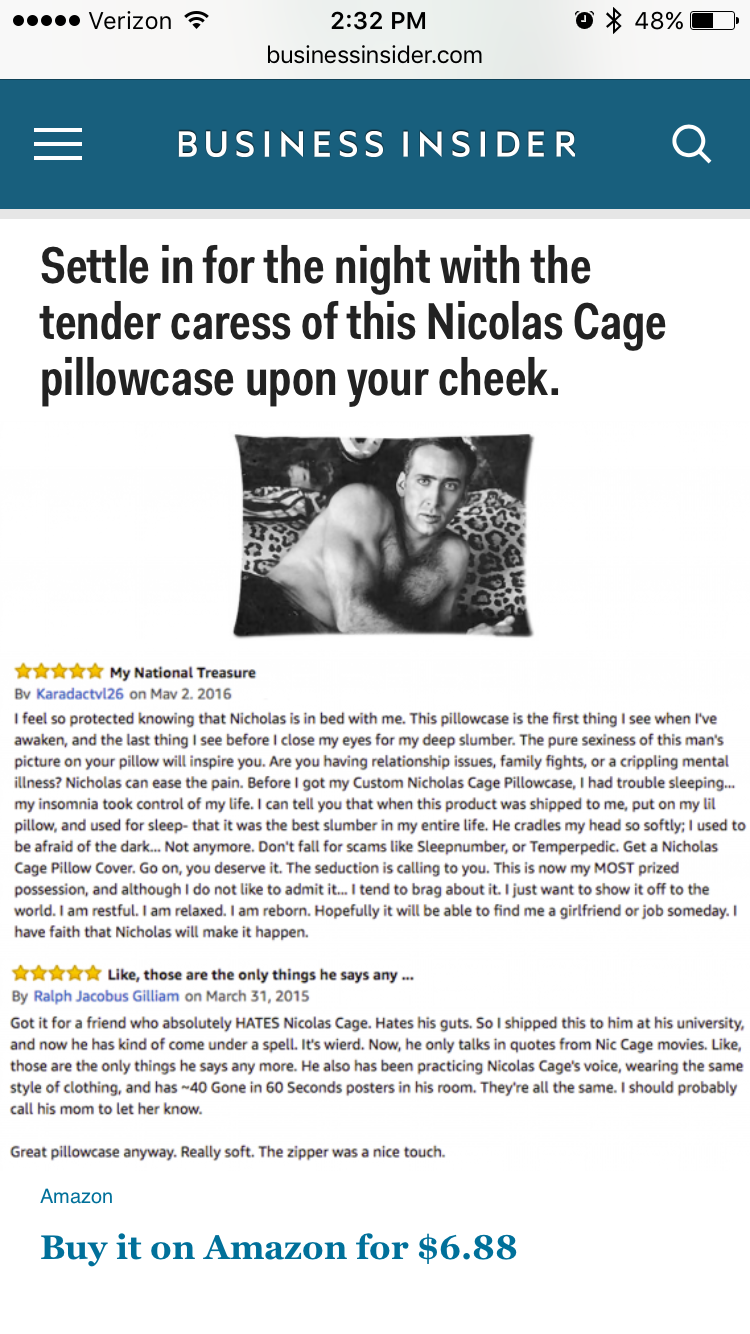 Verizon 2:32 PM 48%
businessinsider.com
BUSINESS INSIDER
Settle in for the night with the
tender caress of this Nicolas Cage
pillowcase upon your cheek.
My National Treasure
By Karadactyl26 on May 2, 2016
I feel so protected knowing that Nicholas is in bed with me. This pillowcase is the first thing I see when I've
awaken, and the last thing I see before I close my eyes for my deep slumber. The pure sexiness of this man's
picture on your pillow will inspire you. Are you having relationship issues, family fights, or a crippling mental
illness? Nicholas can ease the pain. Before I got my Custom Nicholas Cage Pillowcase, I had trouble sleeping...
my insomnia took control of my life. I can tell you that when this product was shipped to me, put on my lil
pillow, and used for sleep- that it was the best slumber in my entire life. He cradles my head so softly; I used to
be afraid of the dark... Not anymore. Don't fall for scams like Sleepnumber, or Temperpedic. Get a Nicholas
Cage Pillow Cover. Go on, you deserve it. The seduction is calling to you. This is now my MOST prized
possession, and although I do not like to admit it... I tend to brag about it. I just want to show it off to the
world. I am restful. I am relaxed. I am reborn. Hopefully it will be able to find me a girlfriend or job someday. I
have faith that Nicholas will make it happen.
Like, those are the only things he says any ...
By Ralph Jacobus Gilliam on March 31, 2015
Got it for a friend who absolutely HATES Nicolas Cage. Hates his guts. So I shipped this to him at his university,
and now he has kind of come under a spell. It's wierd. Now, he only talks in quotes from Nic Cage movies. Like,
those are the only things he says any more. He also has been practicing Nicolas Cage's voice, wearing the same
style of clothing, and has ~40 Gone in 60 Seconds posters in his room. They're all the same. I should probably
call his mom to let her know.
Great pillowcase anyway. Really soft. The zipper was a nice touch.
Amazon
Buy it on Amazon for $6.88